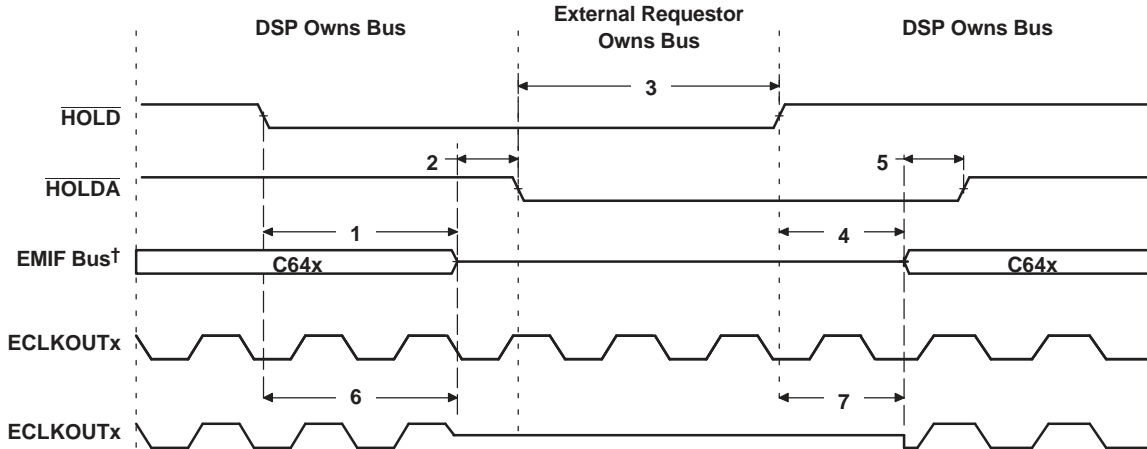 DSP Owns Bus
External Requestor
Owns Bus
DSP Owns Bus
3
HOLD
2
5
HOLDA
1
4
EMIF Bus†
C64x
C64x
ECLKOUTx
6
7
ECLKOUTx